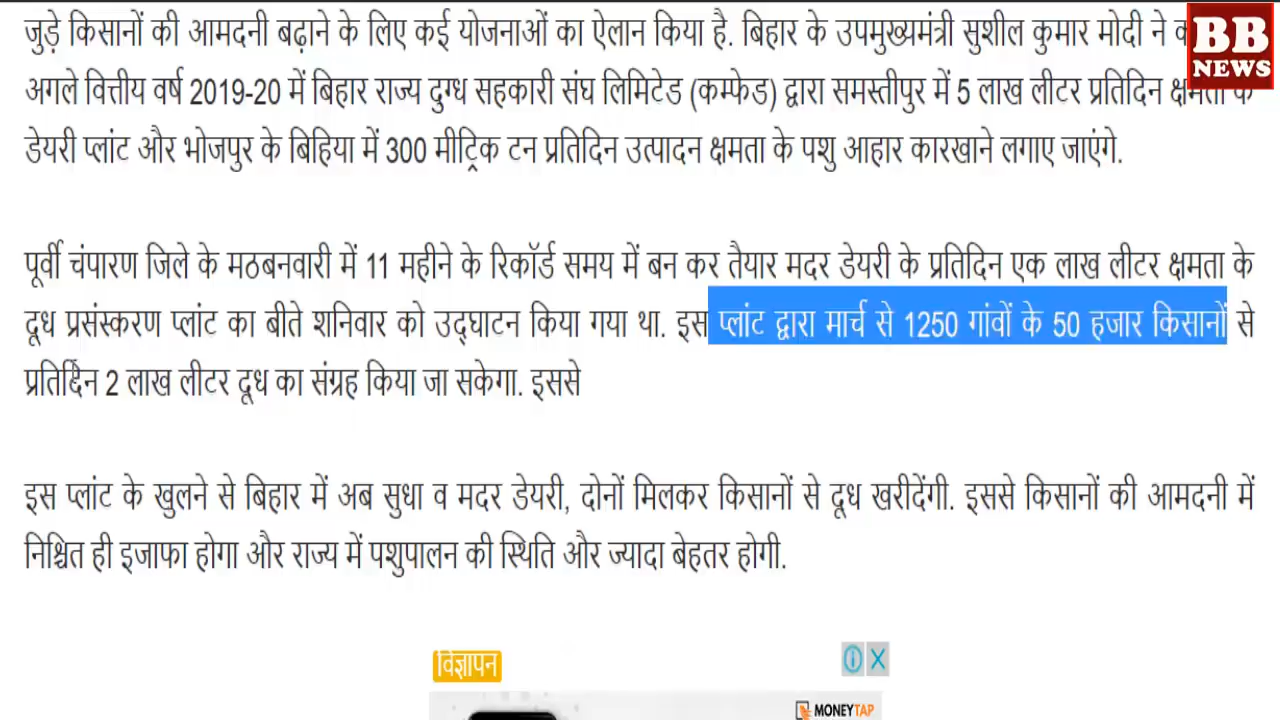 जुड़े किसानों की आमदनी बढ़ाने के लिए कई योजनाओं का ऐलान किया है. बिहार के उपमुख्यमंत्री सुशील कुमार मोदी ने
BB
NEWS
अगले वित्तीय वर्ष 2019-20 में बिहार राज्य दुग्ध सहकारी संघ लिमिटेड (कम्फेड) द्वारा समस्तीपुर में 5 लाख लीटर प्रतिदिन क्षमता के
डेयरी प्लांट और भोजपुर के बिहिया में 300 मीट्रिक टन प्रतिदिन उत्पादन क्षमता के पशु आहार कारखाने लगाए जाएंगे.
पूर्वी चंपारण जिले के मठबनवारी में 11 महीने के रिकॉर्ड समय में बन कर तैयार मदर डेयरी के प्रतिदिन एक लाख लीटर क्षमता के
दूध प्रसंस्करण प्लांट का बीते शनिवार को उद्घाटन किया गया था. इस प्लांट द्वारा मार्च से 1250 गांवों के 50 हजार किसानों से
प्रतिदिन 2 लाख लीटर दूध का संग्रह किया जा सकेगा. इससे
इस प्लांट के खुलने से बिहार में अब सुधा व मदर डेयरी, दोनों मिलकर किसानों से दूध खरीदेंगी. इससे किसानों की आमदनी में
निश्चित ही इजाफा होगा और राज्य में पशुपालन की स्थिति और ज्यादा बेहतर होगी.
विज्ञापन
MONEYTAP